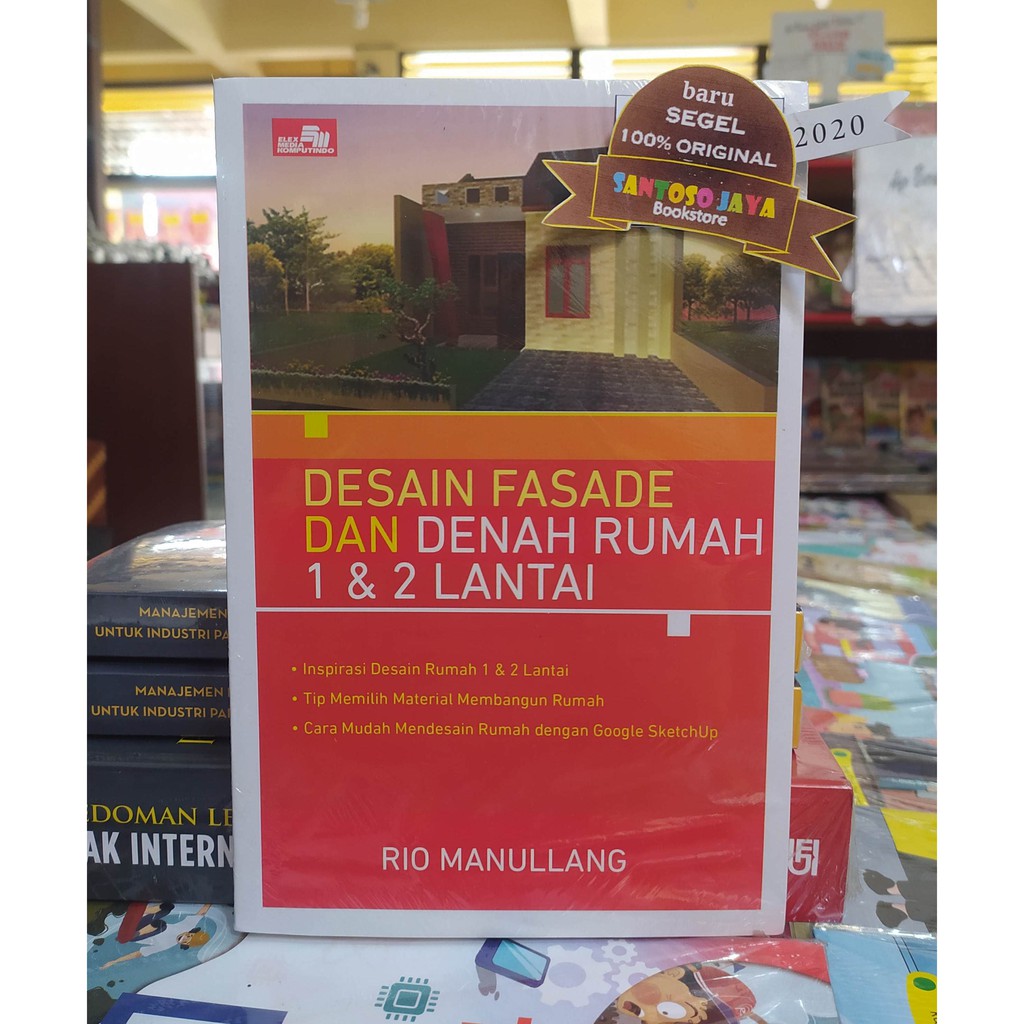 ELEX
MEDIA
KOMPUTINDO
baru
SEGEL
100% ORIGINAL
SANTOSO JAYA
Bookstore
2020
DESAIN FASADE
DAN DENAH RUMAH
1 & 2 LANTAI
• Inspirasi Desain Rumah 1 & 2 Lantai
• Tip Memilih Material Membangun Rumah
• Cara Mudah Mendesain Rumah dengan Google SketchUp
RIO MANULLANG
MANAJEMEN
UNTUK INDUSTRI
MANAJEMEN
UNTUK INDUSTRI
EDOMAN
AK INTERN